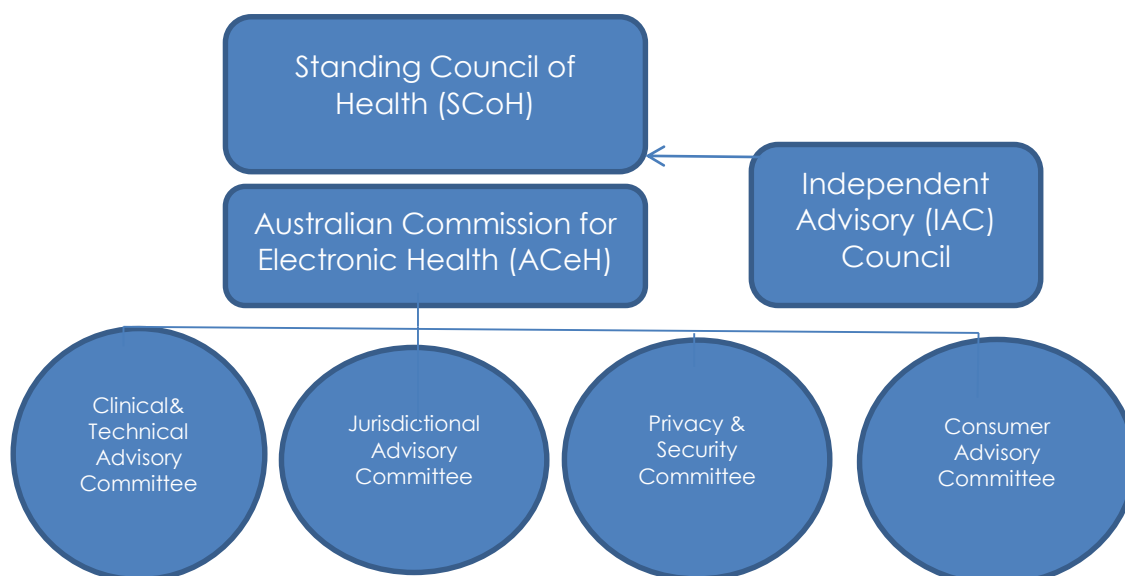 Standing Council of
Health (SCoH)
Australian Commission for
Electronic Health (ACeH)
Independent
Advisory (IAC)
Council
Clinical&
Technical
Advisory
Committee
Jurisdictional
Advisory
Committee
Privacy &
Security
Committee
Consumer
Advisory
Committee